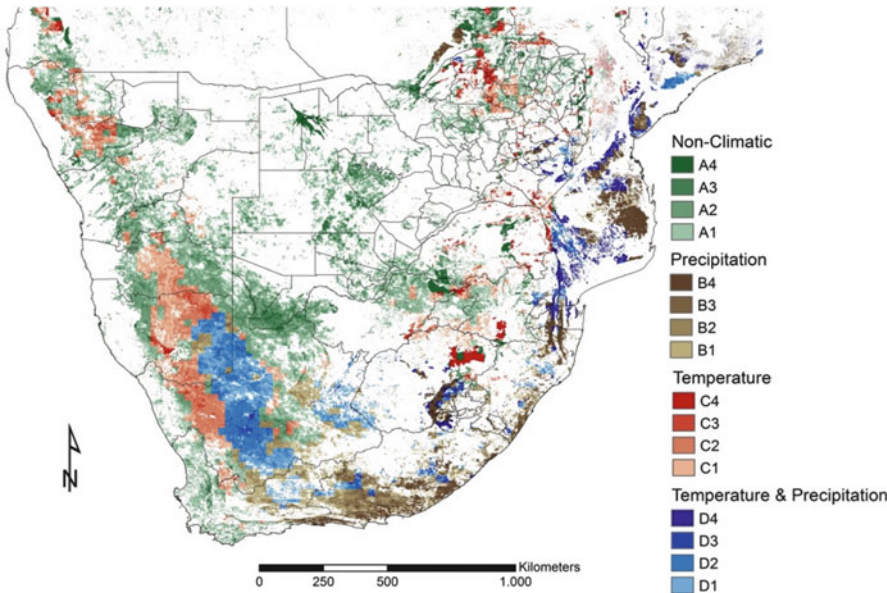 Non-Climatic
A4
A3
A2
A1
Precipitation
B4
B3
B2
B1
Temperature
C4
C3
C2
C1
Temperature & Precipitation
D4
D3
D2
D1
N
Kilometers
0 250 500 1.000